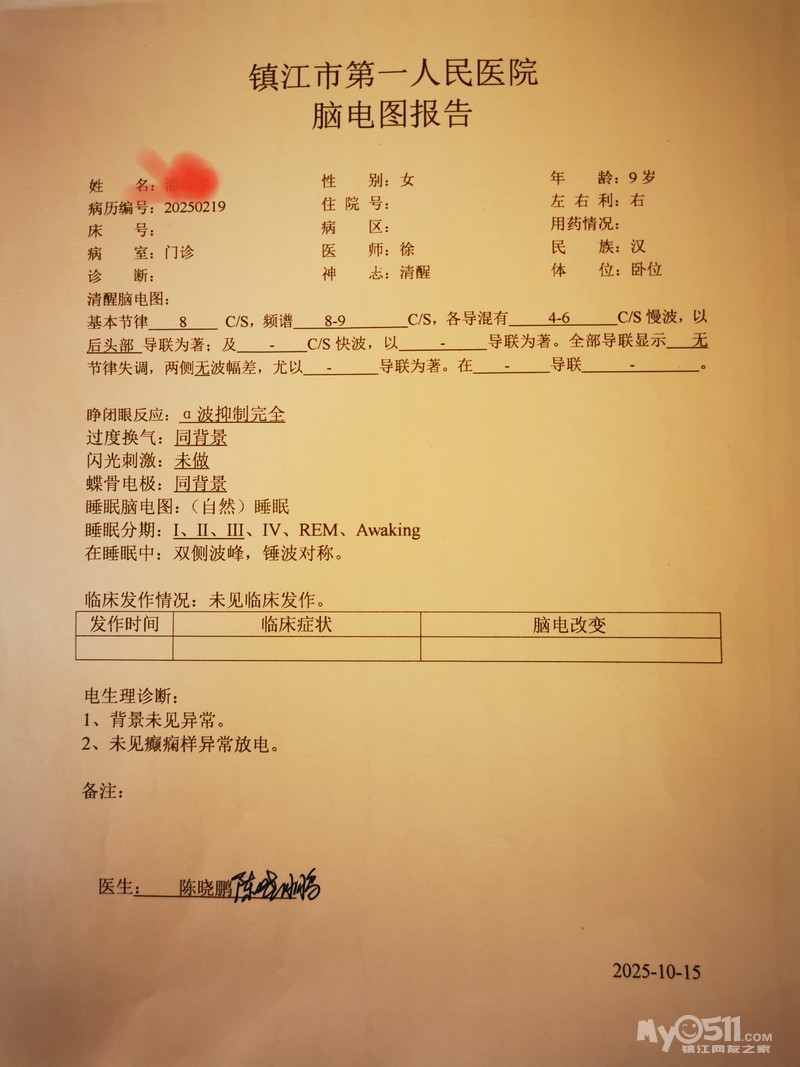 镇江市第一人民医院
脑电图报告
姓 名： 性 别：女 年 龄：9 岁
病历编号：20250219 住 院 号： 左 右 利：右
床 号： 病 区： 用药情况：
病 室：门诊 医 师：徐 民 族：汉
诊 断： 神 志：清醒 体 位：卧位
清醒脑电图：
基本节律 8 C/S，频谱 8-9 C/S，各导混有 4-6 C/S 慢波，以
后头部 导联为著；及 - C/S 快波，以 - 导联为著。全部导联显示 无
节律失调，两侧无波幅差，尤以 - 导联为著。在 - 导联 - 。
睁闭眼反应：α 波抑制完全
过度换气：同背景
闪光刺激：未做
蝶骨电极：同背景
睡眠脑电图：（自然）睡眠
睡眠分期：I、II、III、IV、REM、Awaking
在睡眠中：双侧波峰，锤波对称。
临床发作情况：未见临床发作。
发作时间 临床症状 脑电改变
电生理诊断：
1、背景未见异常。
2、未见癫痫样异常放电。
备注：
医生： 陈晓鹏 陈晓鹏
2025-10-15
My0511.COM
镇江网友之家